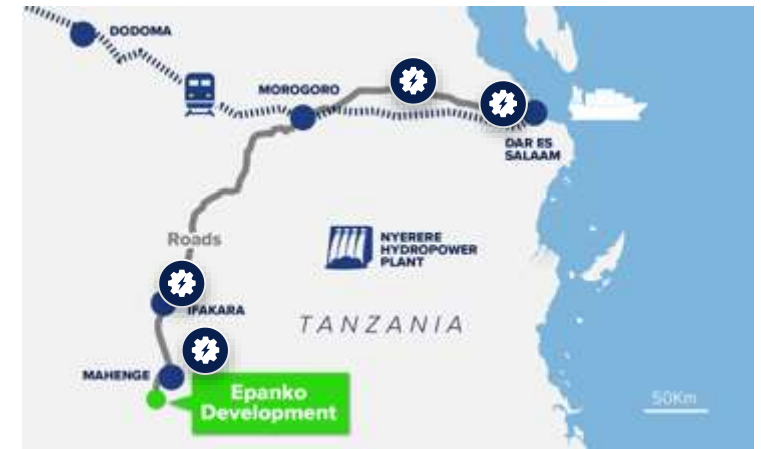 DODOMA
MOROGORO
DAR ES
SALAAM
Roads
NYERERE
HYDROPOWER
PLANT
IFAKARA
TANZANIA
MAHENGE
Epanko
Development
50Km